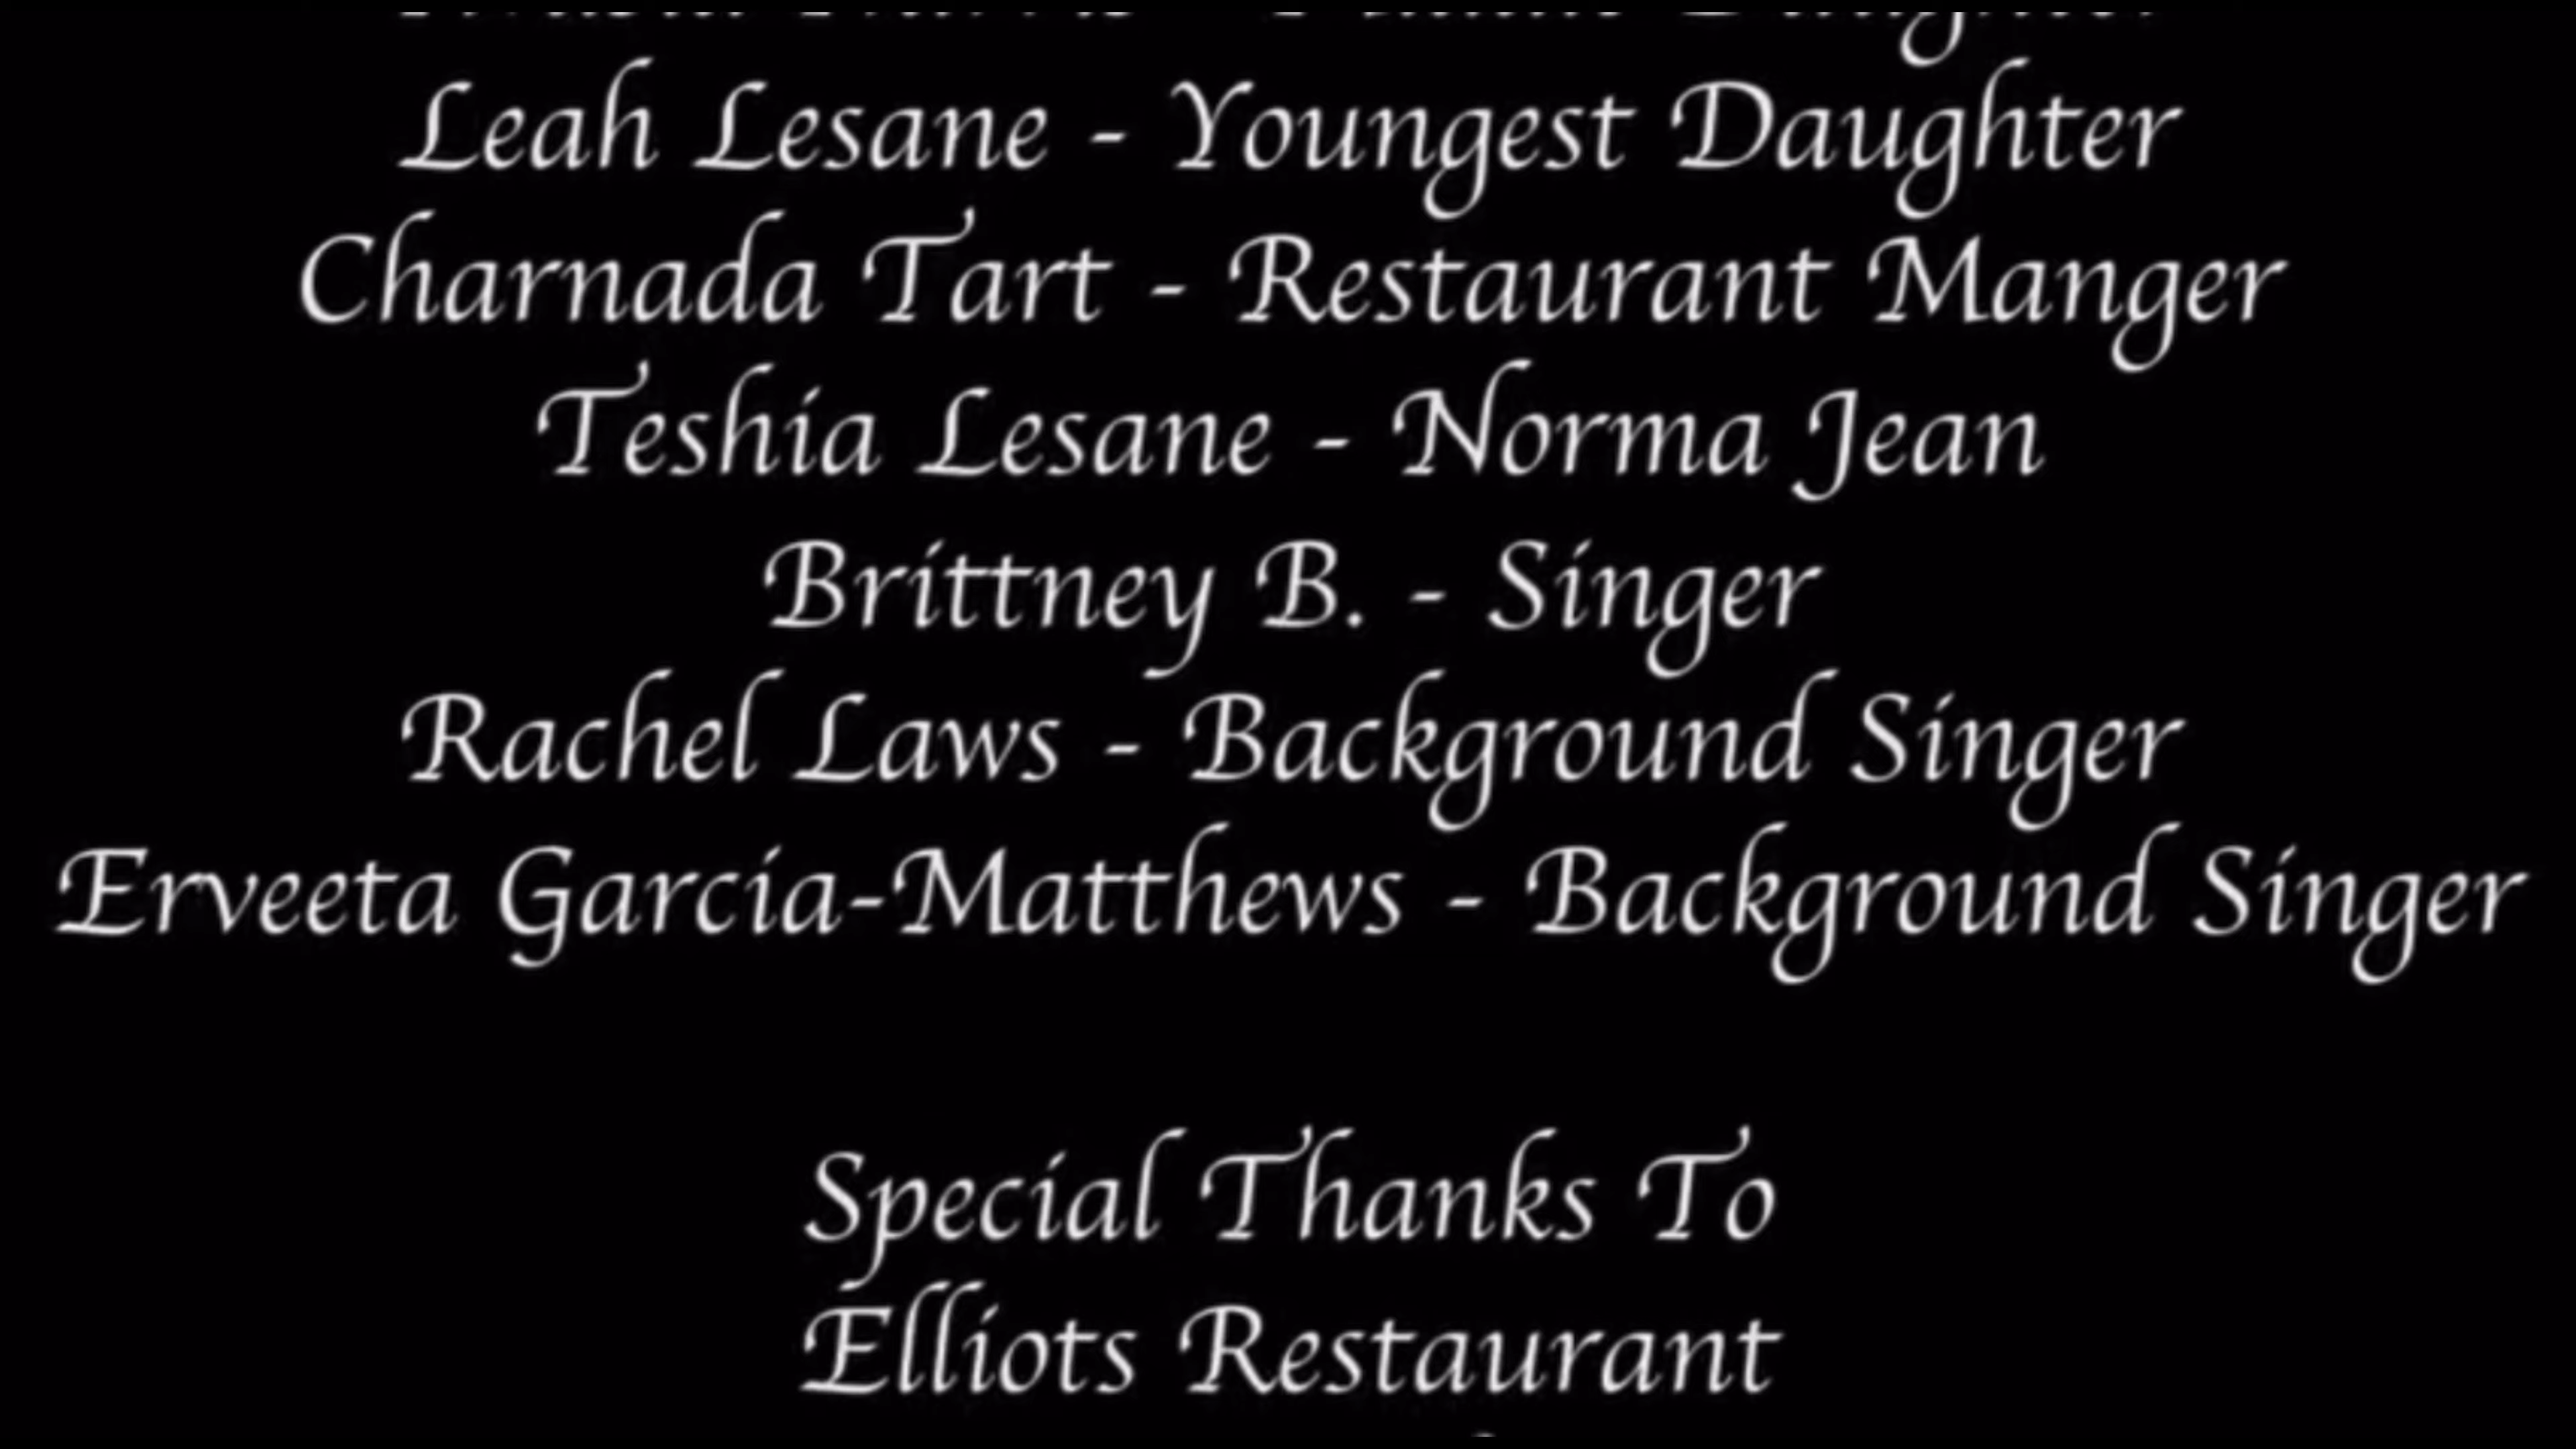 Daughter
Leah Lesane - Youngest Daughter
Charnada Tart - Restaurant Manger
Teshia Lesane - Norma Jean
Brittney B. - Singer
Rachel Laws - Background Singer
Erveeta Garcia-Matthews - Background Singer
Special Thanks To
Elliots Restaurant